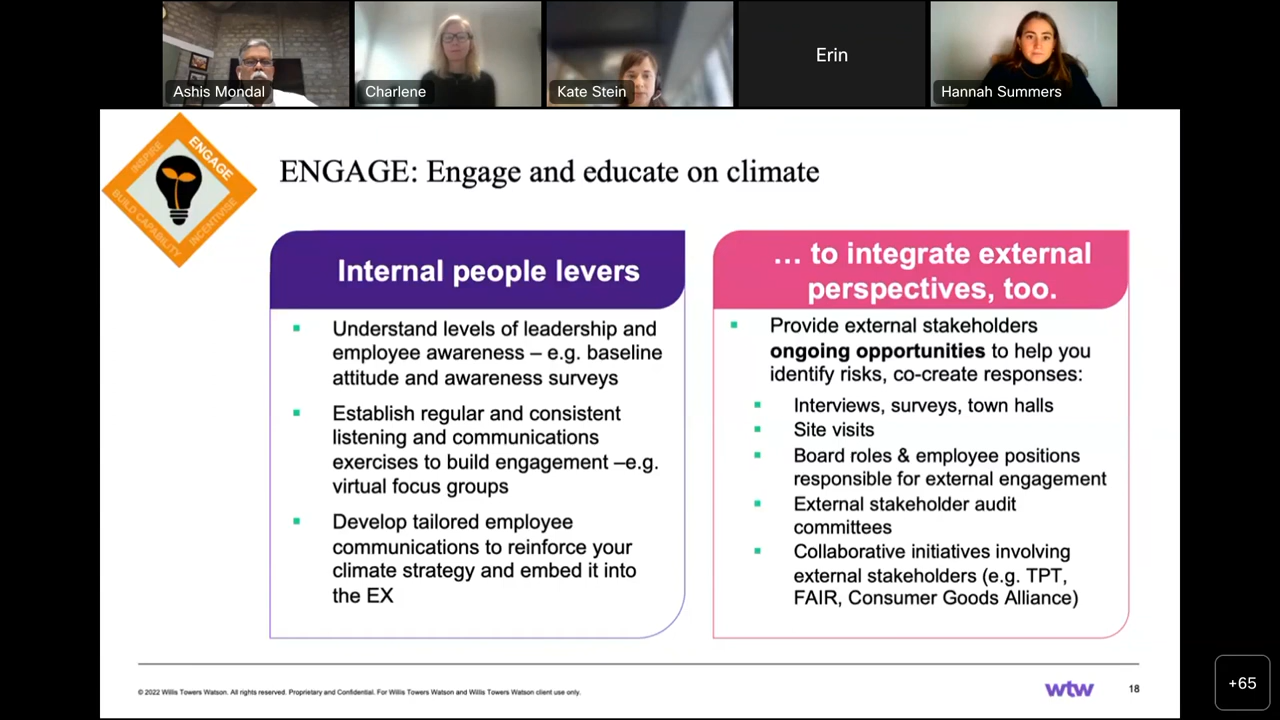 Ashis Mondal
Charlene
Kate Stein
Erin
Hannah Summers
INSPIRE
ENGAGE
BUILD CAPABILITY
INCENTIVISE
ENGAGE: Engage and educate on climate
Internal people levers
▪ Understand levels of leadership and
employee awareness – e.g. baseline
attitude and awareness surveys
▪ Establish regular and consistent
listening and communications
exercises to build engagement –e.g.
virtual focus groups
▪ Develop tailored employee
communications to reinforce your
climate strategy and embed it into
the EX
... to integrate external
perspectives, too.
▪ Provide external stakeholders
ongoing opportunities to help you
identify risks, co-create responses:
▪ Interviews, surveys, town halls
▪ Site visits
▪ Board roles & employee positions
responsible for external engagement
▪ External stakeholder audit
committees
▪ Collaborative initiatives involving
external stakeholders (e.g. TPT,
FAIR, Consumer Goods Alliance)
© 2022 Willis Towers Watson. All rights reserved. Proprietary and Confidential. For Willis Towers Watson and Willis Towers Watson client use only.
wtw
18
+65